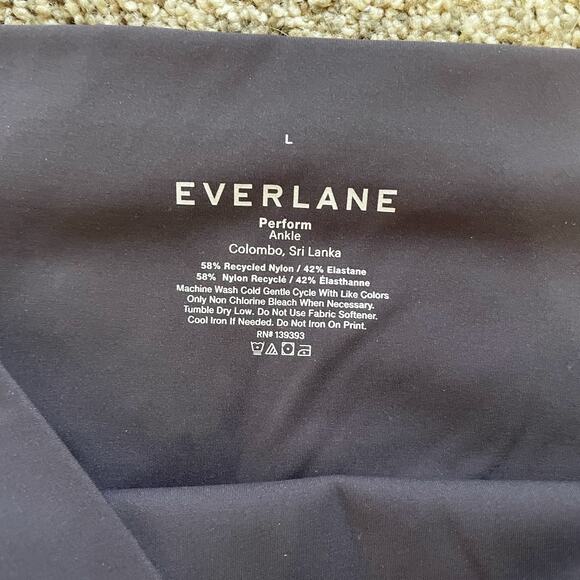 L
EVERLANE
Perform
Ankle
Colombo, Sri Lanka
58% Recycled Nylon / 42% Elastane
58% Nylon Recyclé / 42% Élasthanne
Machine Wash Cold Gentle Cycle With Like Colors
Only Non Chlorine Bleach When Necessary.
Tumble Dry Low. Do Not Use Fabric Softener.
Cool Iron If Needed. Do Not Iron On Print.
RN# 139393